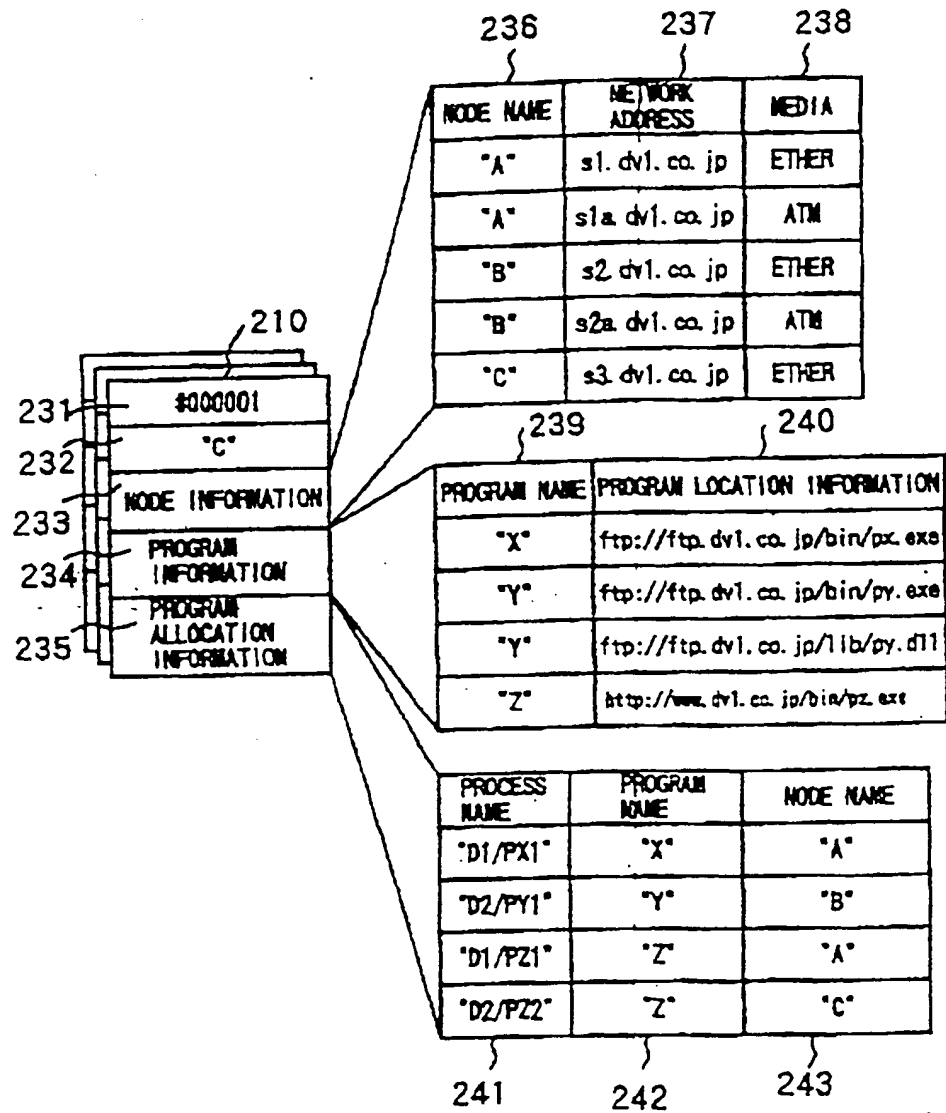 236 237 238
NODE NAME NETWORK ADDRESS MEDIA
"A" s1.dv1.co.jp ETHER
"A" s1a.dv1.co.jp ATM
"B" s2.dv1.co.jp ETHER
"B" s2a.dv1.co.jp ATM
"C" s3.dv1.co.jp ETHER
210
231 #000001
232 "C"
233 NODE INFORMATION
234 PROGRAM
INFORMATION
235 PROGRAM
ALLOCATION
INFORMATION
239 240
PROGRAM NAME PROGRAM LOCATION INFORMATION
"X" ftp://ftp.dv1.co.jp/bin/px.exe
"Y" ftp://ftp.dv1.co.jp/bin/py.exe
"Y" ftp://ftp.dv1.co.jp/lib/py.dll
"Z" http://www.dv1.co.jp/bin/pz.exe
PROCESS NAME PROGRAM NAME NODE NAME
"D1/PX1" "X" "A"
"D2/PY1" "Y" "B"
"D1/PZ1" "Z" "A"
"D2/PZ2" "Z" "C"
241 242 243